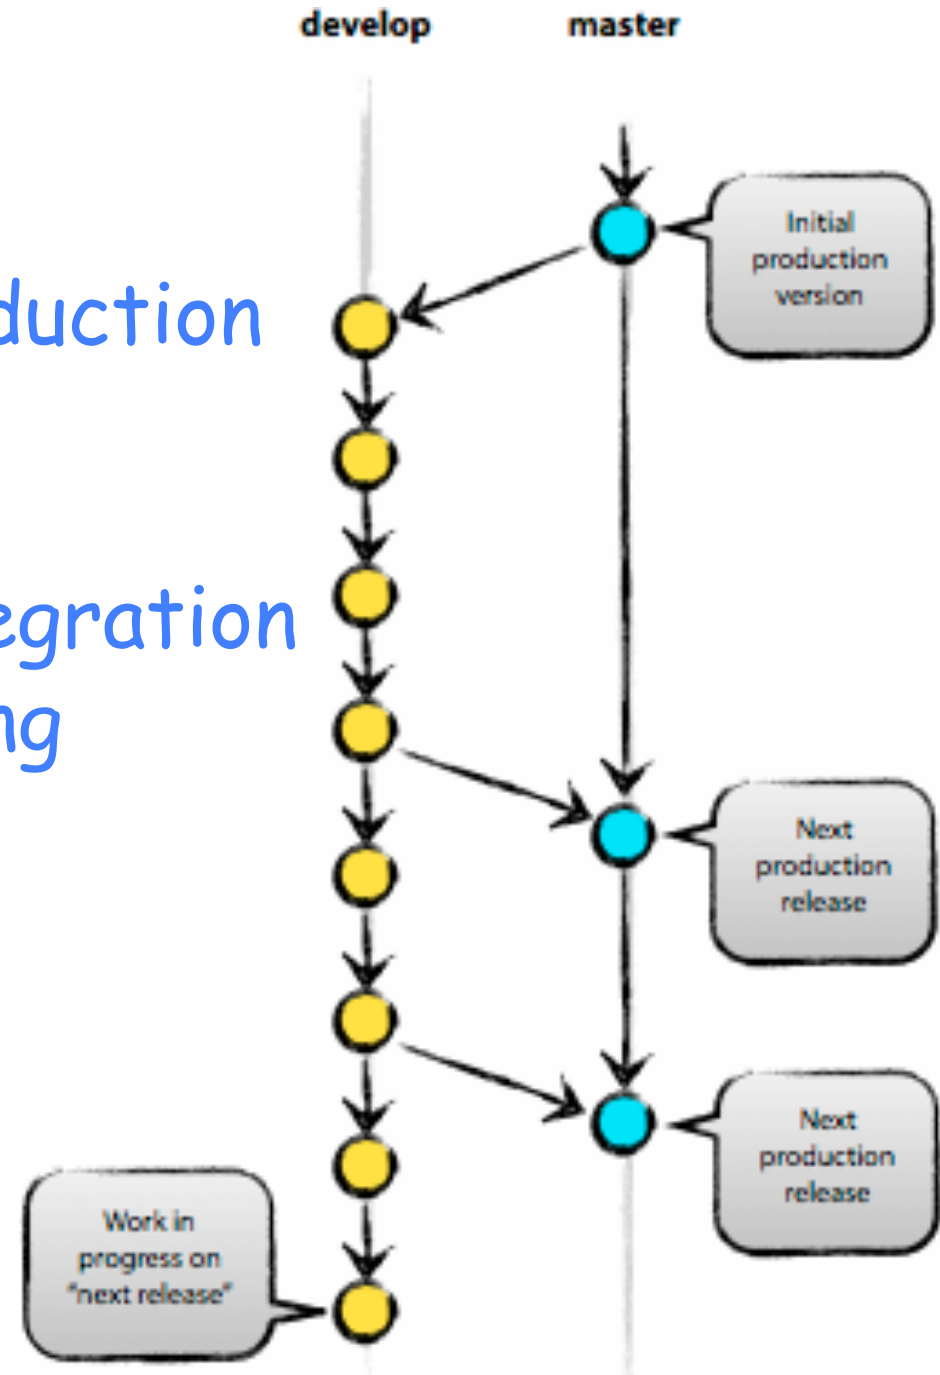 develop
master
Initial
production
version
duction
egration
ng
Next
production
release
Next
production
release
Work in
progress on
"next release"